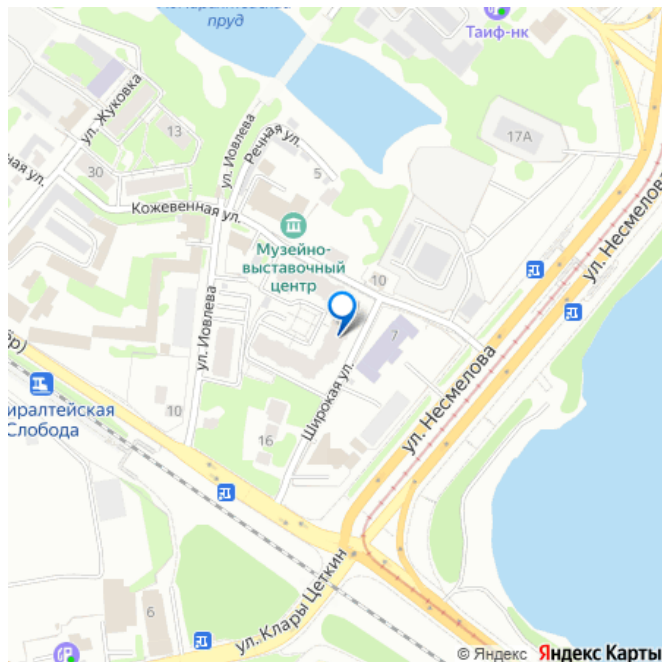 пруд
Таиф-нк
ул. Жуковка
13
17А
ул. Иовлева
Речная ул.
30
5
ная ул.
Кожевенная ул.
ул. Несмелова
Музейно-
выставочный
центр
10
7
ул. Иовлева
ул. Несмелова
Широкая ул.
иралтейская
Слобода
10
16
ул. Клары Цеткин
6
© Яндекс Яндекс Карты